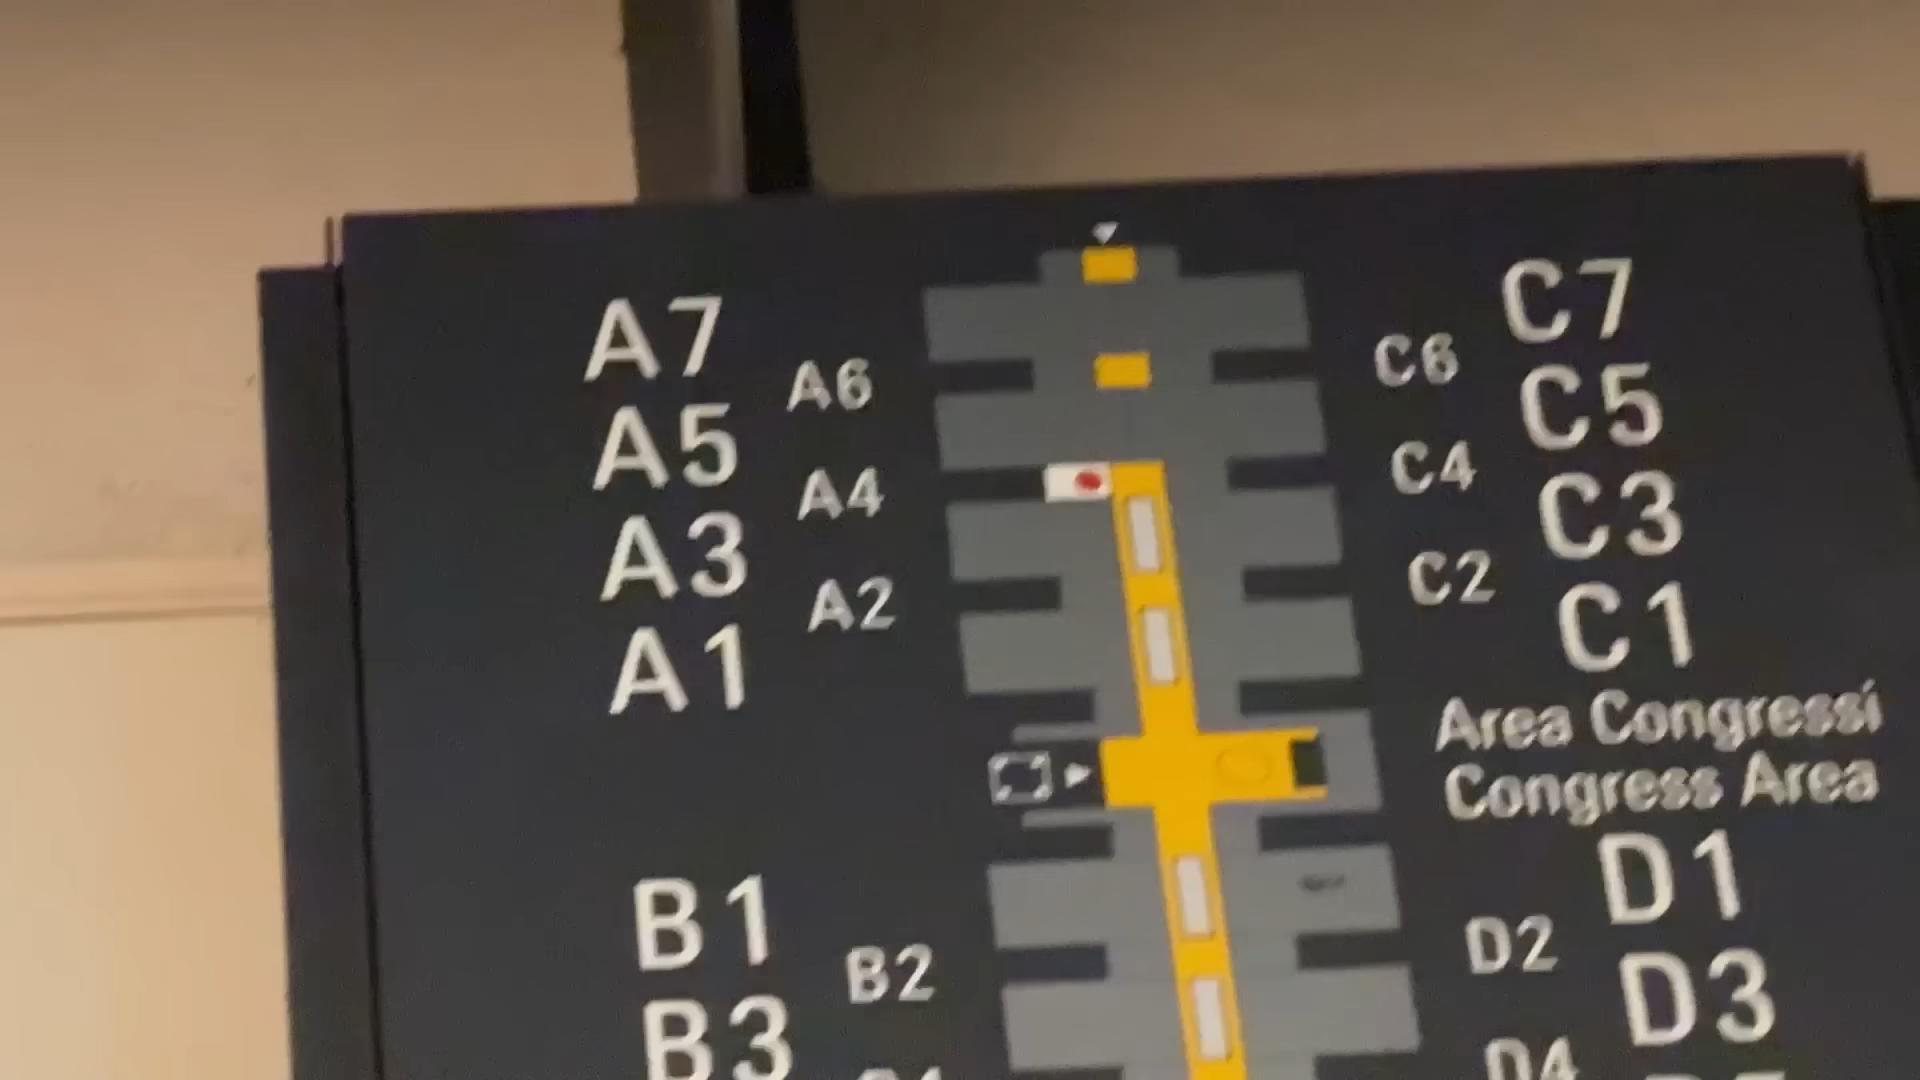 A7
A6
A5
A4
A3
A2
A1
B1
B2
B3
C7
C6
C5
C4
C3
C2
C1
Area Congressi
Congress Area
D1
D2
D3
D4